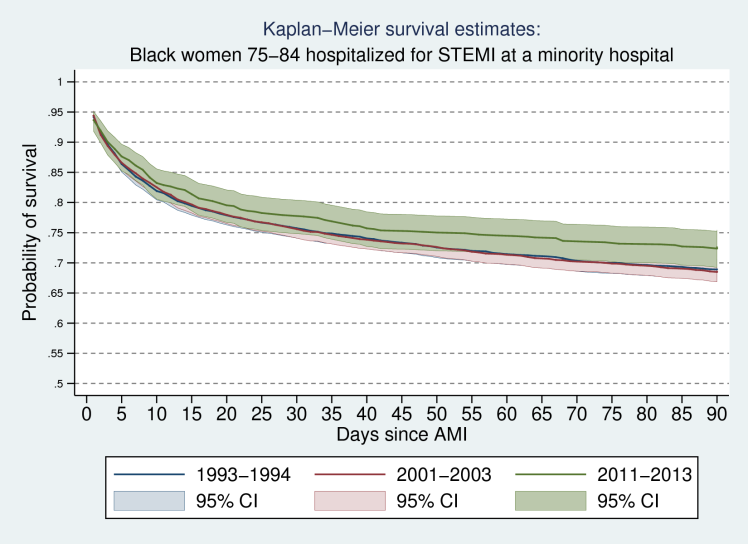 Kaplan−Meier survival estimates:
Black women 75−84 hospitalized for STEMI at a minority hospital
Probability of survival
1
.95
.9
.85
.8
.75
.7
.65
.6
.55
.5
0 5 10 15 20 25 30 35 40 45 50 55 60 65 70 75 80 85 90
Days since AMI
1993−1994 2001−2003 2011−2013
95% CI 95% CI 95% CI